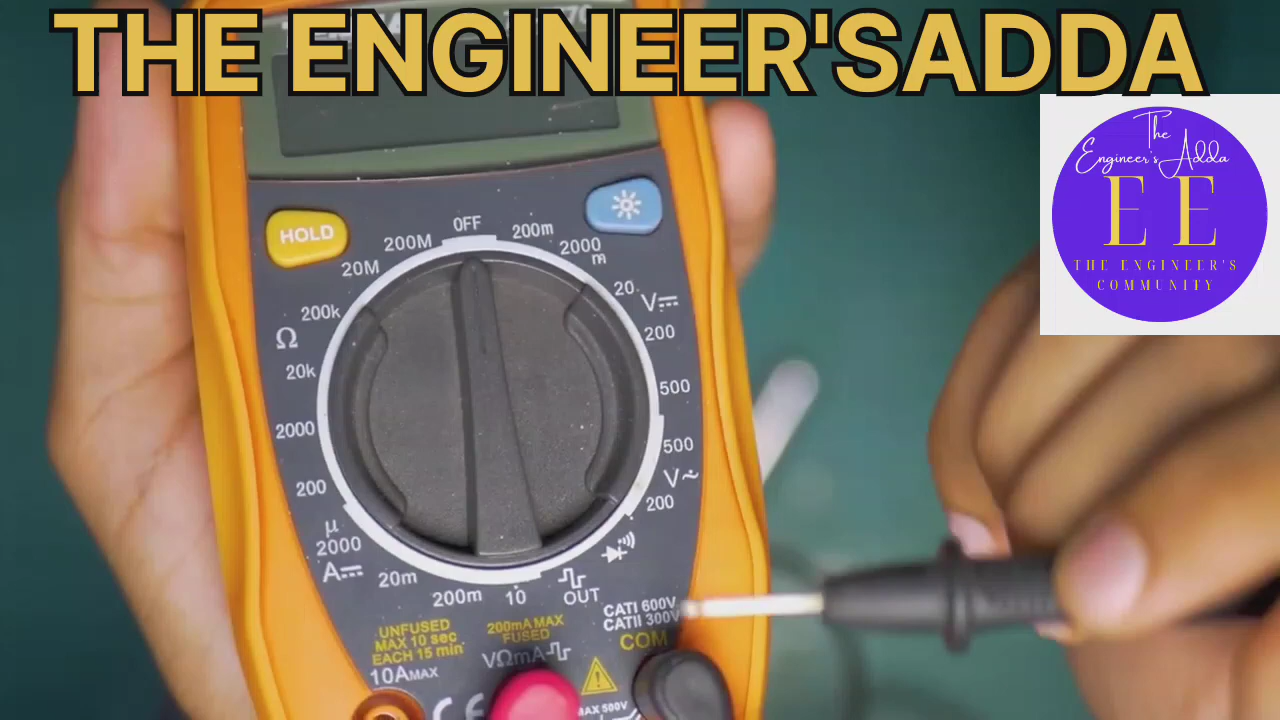 THE ENGINEER'SADDA
The
Engineer's Adda
E E
THE ENGINEER'S
COMMUNITY
HOLD
OFF
200m
2000
m
20
V⎓
200
500
500
V~
200
OUT
10
200m
20m
A⎓
2000
μ
200
2000
20k
Ω
200k
20M
200M
CATI 600V
CATII 300V
COM
UNFUSED
MAX 10 sec
EACH 15 min
10AMAX
200mA MAX
FUSED
VΩmA
CE
MAX 500V